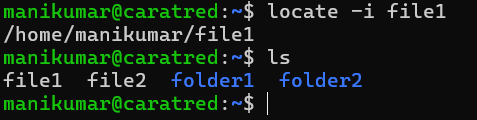 manikumar@caratred:~$ locate -i file1
/home/manikumar/file1
manikumar@caratred:~$ ls
file1  file2  folder1  folder2
manikumar@caratred:~$